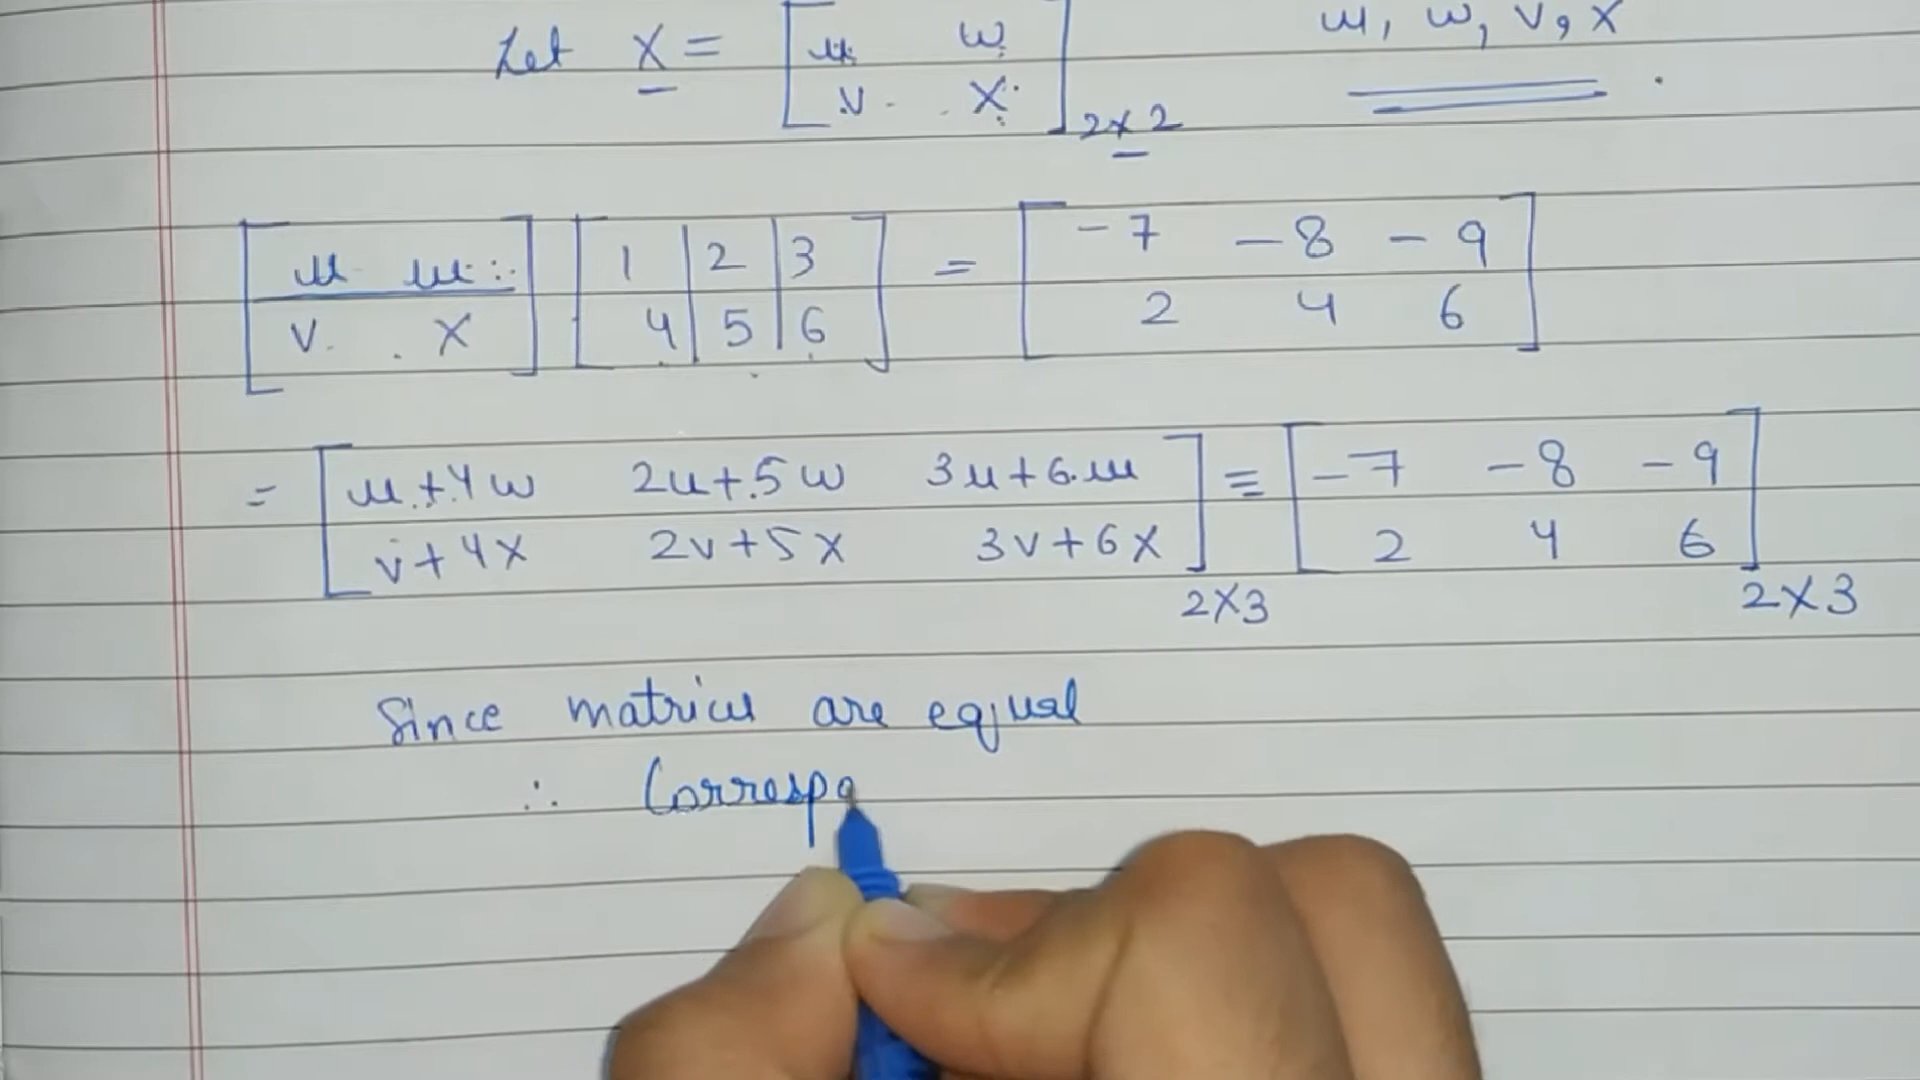 Let X = [ u w u, w, v, x
v x ] 2×2
[ u w [ 1 2 3 = [ -7 -8 -9
v x ] 4 5 6 ] 2 4 6 ]
= [ u+4w 2u+5w 3u+6w = [ -7 -8 -9
v+4x 2v+5x 3v+6x ] 2 4 6 ]
2×3 2×3
Since matrices are equal
∴ Correspo